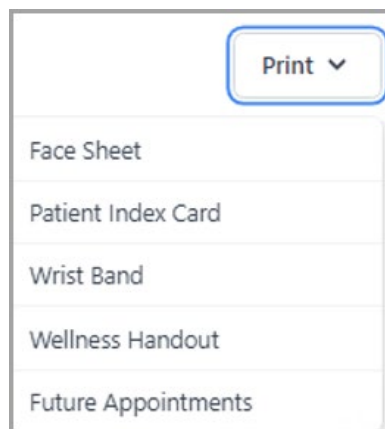 Print
Face Sheet
Patient Index Card
Wrist Band
Wellness Handout
Future Appointments